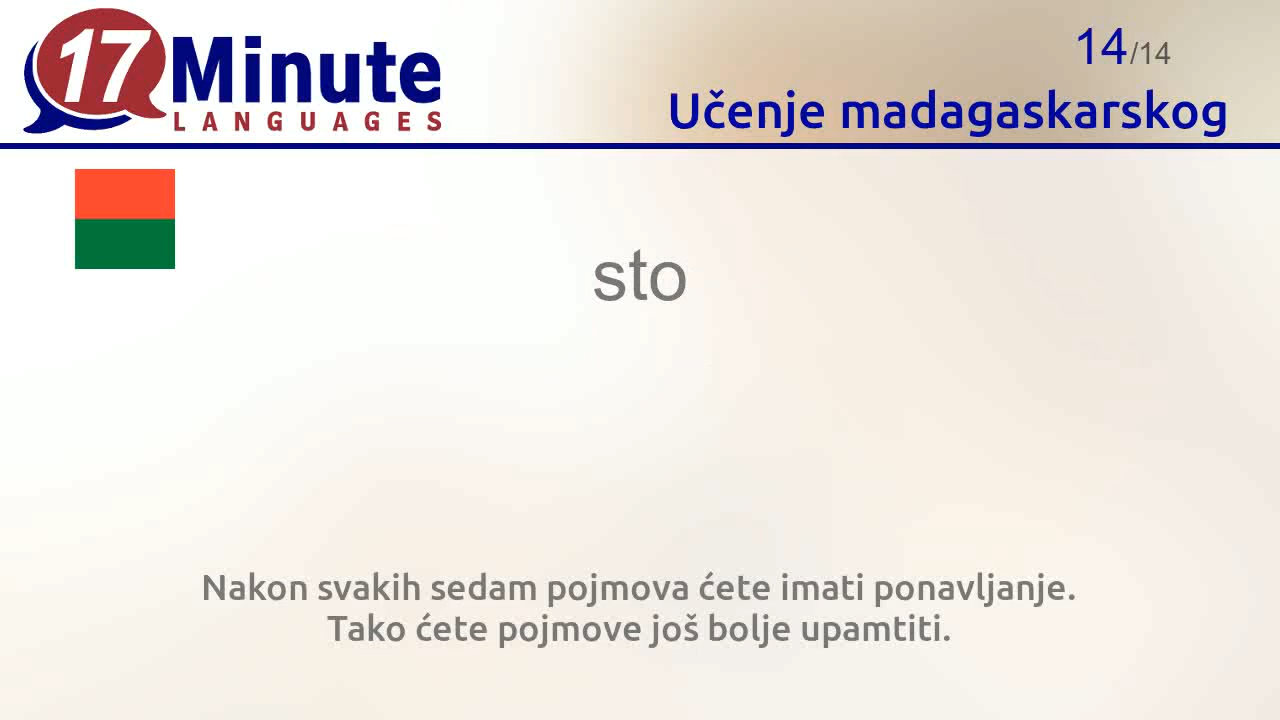 17 Minute
LANGUAGES
14/14
Učenje madagaskarskog
sto
Nakon svakih sedam pojmova ćete imati ponavljanje.
Tako ćete pojmove još bolje upamtiti.